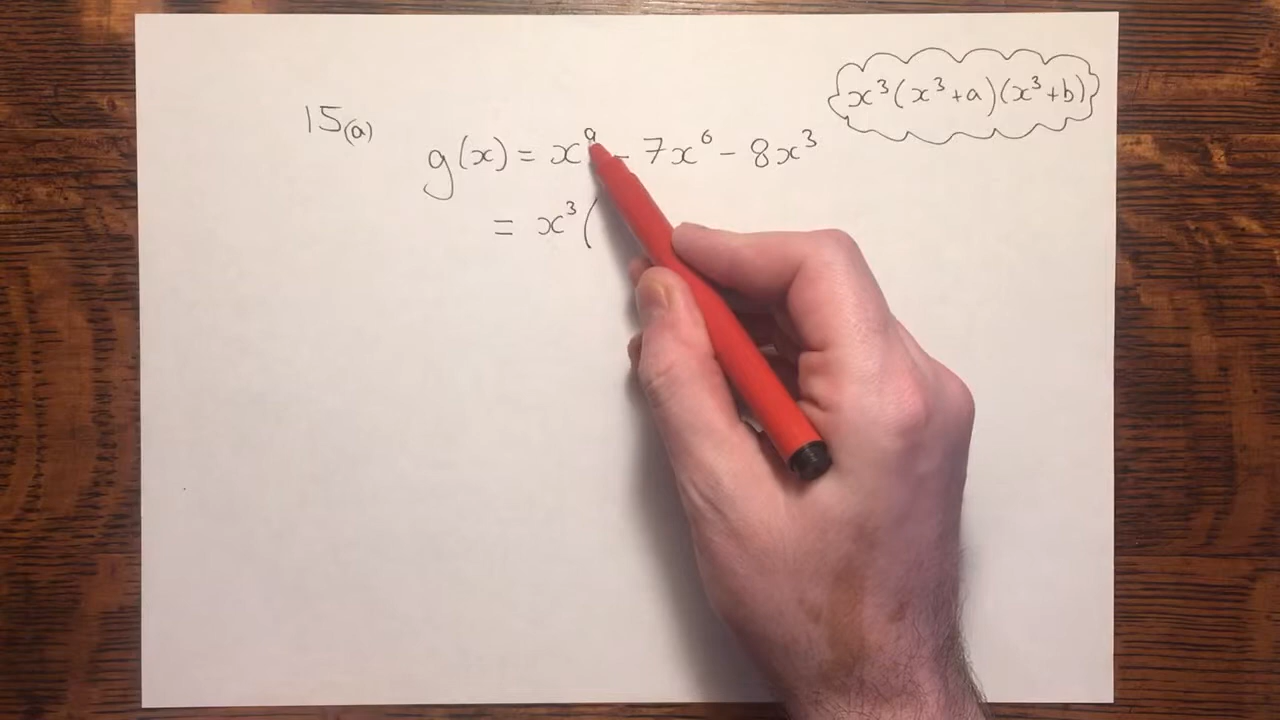 x³(x³+a)(x³+b)
15(a)
g(x) = x⁹ - 7x⁶ - 8x³
= x³(